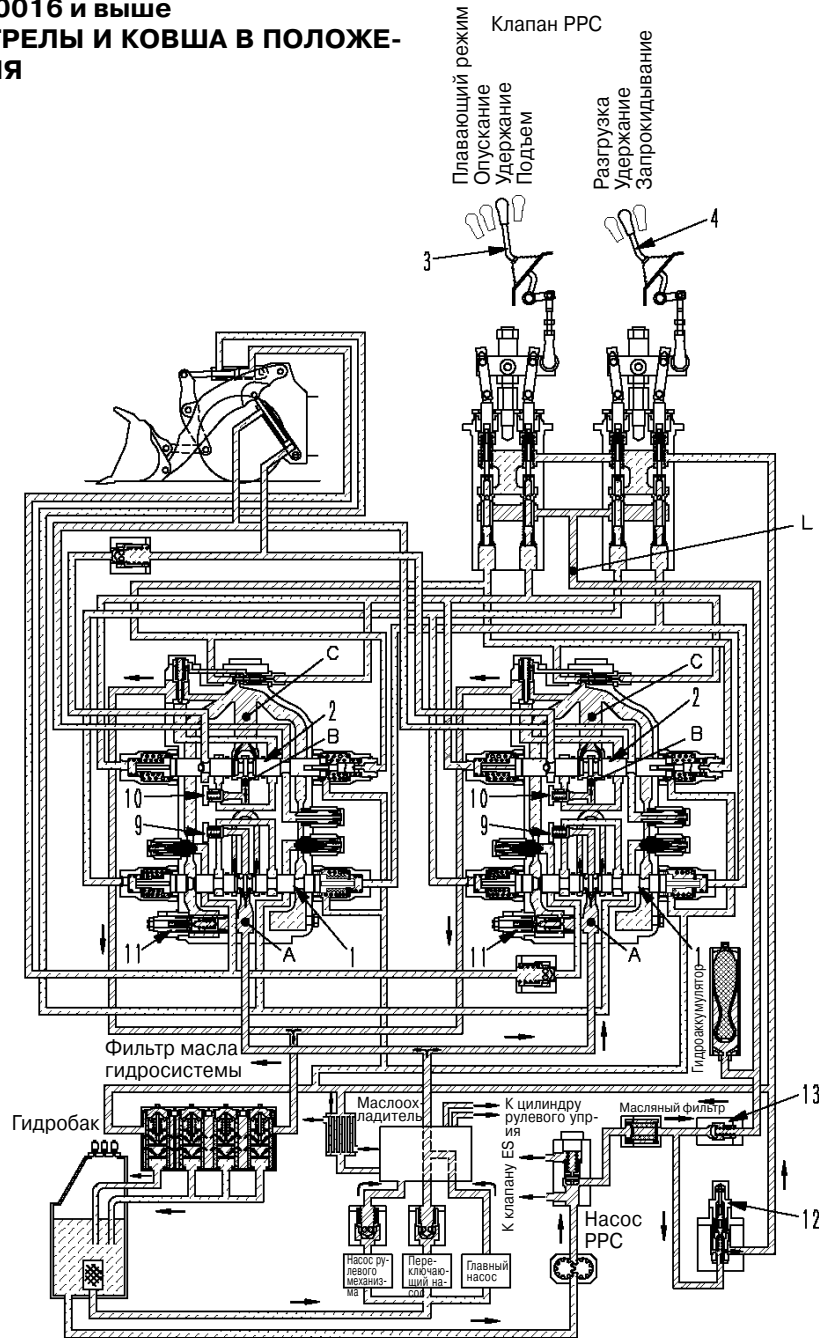 0016 и выше
ТРЕЛЫ И КОВША В ПОЛОЖЕ-
ИЯ
Клапан PPC
Плавающий режим
Опускание
Удержание
Подъем
Разгрузка
Удержание
Запрокидывание
3
4
L
C
2
B
10
9
11
A
1
C
2
B
10
9
11
A
1
Гидроаккумулятор
Фильтр масла
гидросистемы
Гидробак
Маслоох-
ладитель
К цилиндру
рулевого упр-
ия
К клапану ES
Масляный фильтр
13
12
Насос
PPC
Насос ру-
левого
механиз-
ма
Пере-
ключаю-
щий на-
сос
Главный
насос